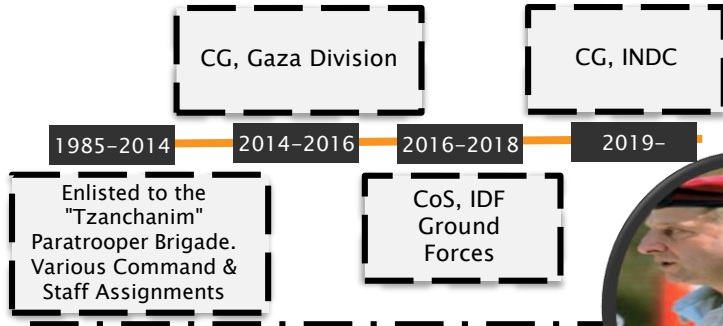 CG, Gaza Division
CG, INDC
1985-2014
2014-2016
2016-2018
2019-
Enlisted to the
"Tzanchanim"
Paratrooper Brigade.
Various Command &
Staff Assignments
CoS, IDF
Ground
Forces